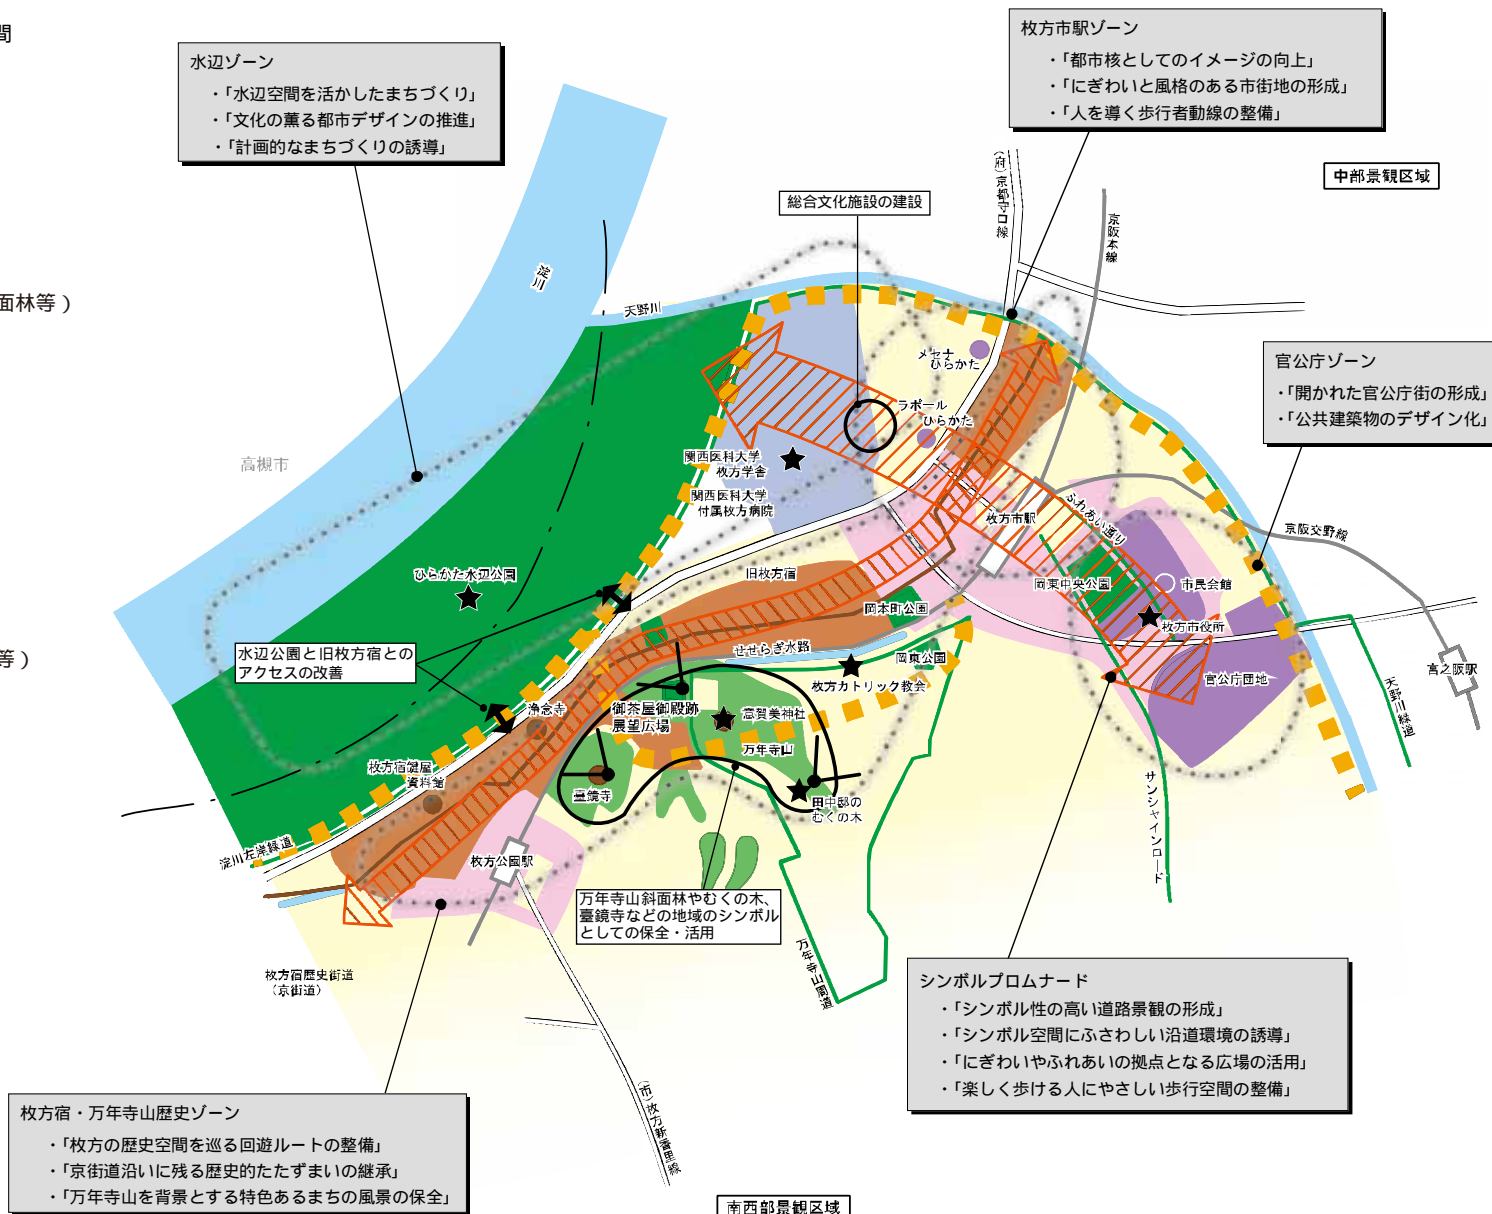 間
水辺ゾーン
・「水辺空間を活かしたまちづくり」
・「文化の薫る都市デザインの推進」
・「計画的なまちづくりの誘導」
枚方市駅ゾーン
・「都市核としてのイメージの向上」
・「にぎわいと風格のある市街地の形成」
・「人を導く歩行者動線の整備」
中部景観区域
総合文化施設の建設
(府)京都守口線
京阪本線
淀川
天野川
面林等）
高槻市
メセナ
ひらかた
ラポール
ひらかた
官公庁ゾーン
・「開かれた官公庁街の形成」
・「公共建築物のデザイン化」
関西医科大学
枚方学舎
関西医科大学
付属枚方病院
枚方市駅
ふれあい通り
京阪交野線
ひらかた水辺公園
旧枚方宿
岡本町公園
岡東中央公園
市民会館
枚方市役所
等）
水辺公園と旧枚方宿との
アクセスの改善
せせらぎ水路
岡東公園
枚方カトリック教会
官公庁団地
宮之阪駅
天野川緑道
浄念寺
御茶屋御殿跡
展望広場
意賀美神社
万年寺山
枚方宿鍵屋
資料館
臺鏡寺
田中邸の
むくの木
サンシャインロード
淀川左岸緑道
枚方公園駅
万年寺山斜面林やむくの木、
臺鏡寺などの地域のシンボル
としての保全・活用
万年寺山周道
枚方宿歴史街道
（京街道）
シンボルプロムナード
・「シンボル性の高い道路景観の形成」
・「シンボル空間にふさわしい沿道環境の誘導」
・「にぎわいやふれあいの拠点となる広場の活用」
・「楽しく歩ける人にやさしい歩行空間の整備」
(市)枚方新香里線
枚方宿・万年寺山歴史ゾーン
・「枚方の歴史空間を巡る回遊ルートの整備」
・「京街道沿いに残る歴史的たたずまいの継承」
・「万年寺山を背景とする特色あるまちの風景の保全」
南西部景観区域